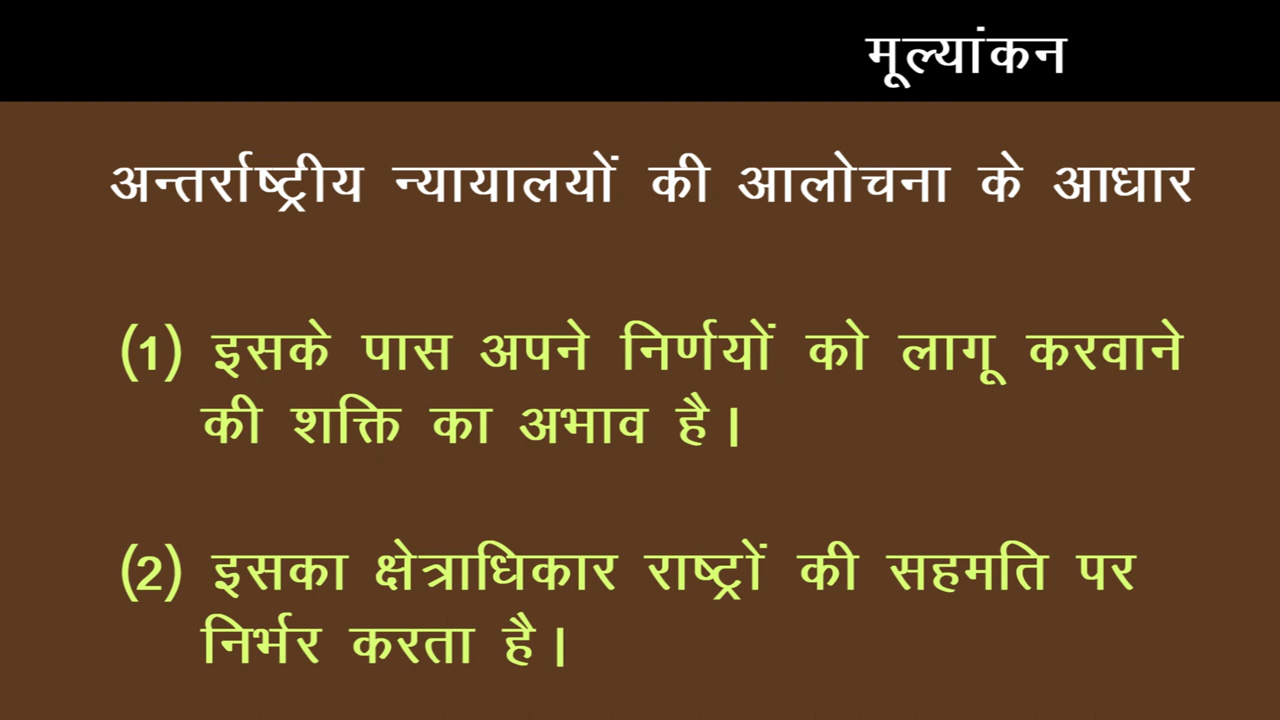 मूल्यांकन
अन्तर्राष्ट्रीय न्यायालयों की आलोचना के आधार
(1) इसके पास अपने निर्णयों को लागू करवाने
की शक्ति का अभाव है।
(2) इसका क्षेत्राधिकार राष्ट्रों की सहमति पर
निर्भर करता है।